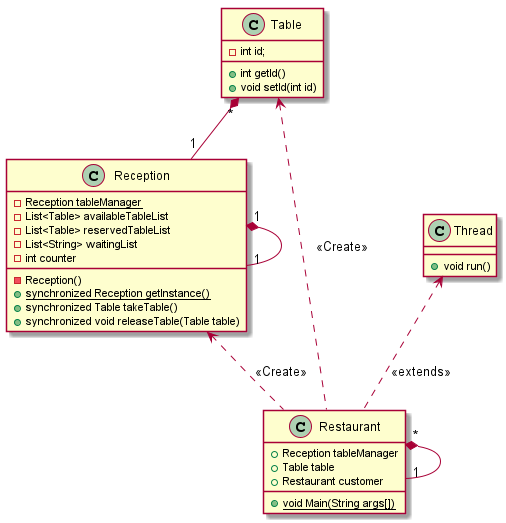 C Table
int id;
int getId()
void setId(int id)
*
1
C Reception
Reception tableManager
List<Table> availableTableList
List<Table> reservedTableList
List<String> waitingList
int counter
Reception()
synchronized Reception getInstance()
synchronized Table takeTable()
synchronized void releaseTable(Table table)
1
1
«Create»
C Thread
void run()
«Create»
«extends»
C Restaurant
Reception tableManager
Table table
Restaurant customer
void Main(String args[])
*
1